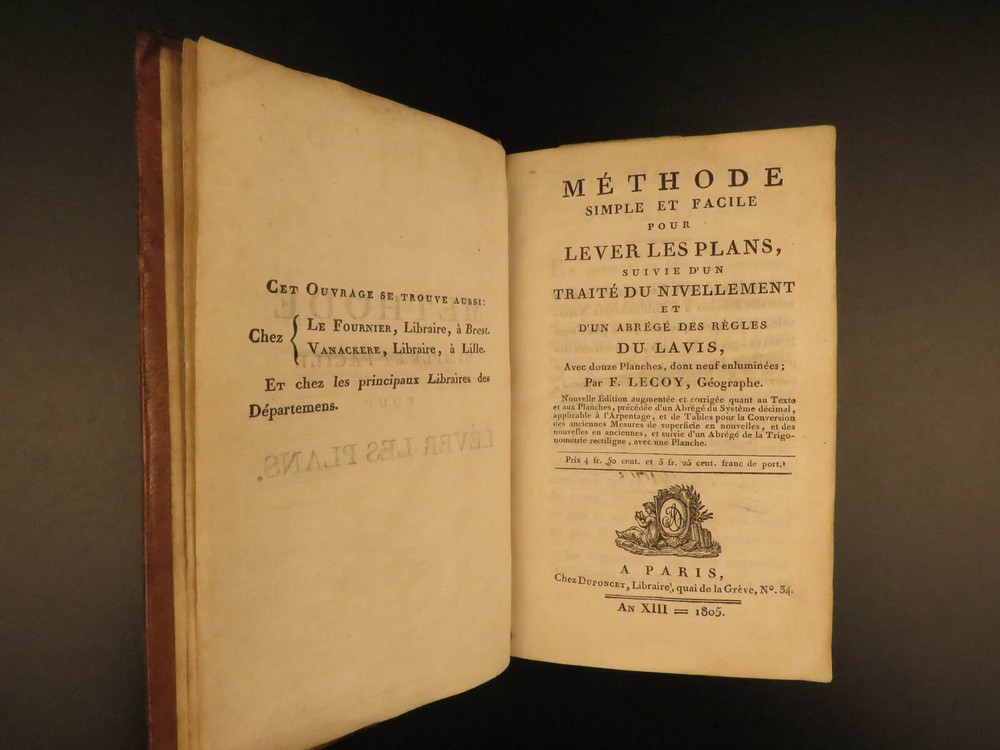 CET OUVRAGE SE TROUVE AUSSI:
Chez { LE FOURNIER, Libraire, à Brest.
VANACKERE, Libraire, à Lille.
ET chez les principaux Libraires des
Départemens.
MÉTHODE
SIMPLE ET FACILE
POUR
LEVER LES PLANS,
SUIVIE D'UN
TRAITÉ DU NIVELLEMENT
ET
D'UN ABRÉGÉ DES RÈGLES
DU LAVIS,
Avec douze Planches, dont neuf enluminées;
Par F. LECOY, Géographe.
Nouvelle Édition augmentée et corrigée quant au Texte
et aux Planches, précédée d'un Abrégé du Système décimal,
applicable à l'Arpentage, et de Tables pour la Conversion
des anciennes Mesures de superficie en nouvelles, et des
nouvelles en anciennes, et suivie d'un Abrégé de la Trigo-
nométrie rectiligne, avec une Planche.
Prix 4 fr. 50 cent. et 5 fr. 25 cent. franc de port.
A PARIS,
Chez DUPONCET, Libraire, quai de la Grève, N°. 34.
AN XIII = 1805.